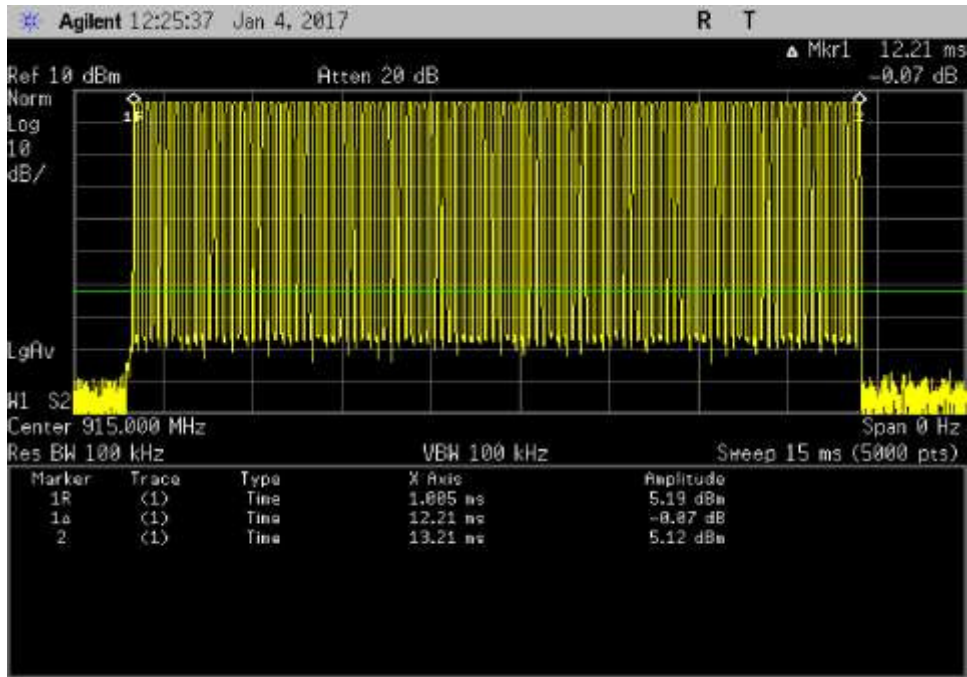 Agilent 12:25:37 Jan 4, 2017 R T
Δ Mkr1 12.21 ms
Ref 10 dBm Atten 20 dB -0.07 dB
Norm
Log
10
dB/
1R 2
LgAv
W1 S2
Center 915.000 MHz Span 0 Hz
Res BW 100 kHz VBW 100 kHz Sweep 15 ms (5000 pts)
Marker Trace Type X Axis Amplitude
1R (1) Time 1.005 ms 5.19 dBm
1Δ (1) Time 12.21 ms -0.07 dB
2 (1) Time 13.21 ms 5.12 dBm